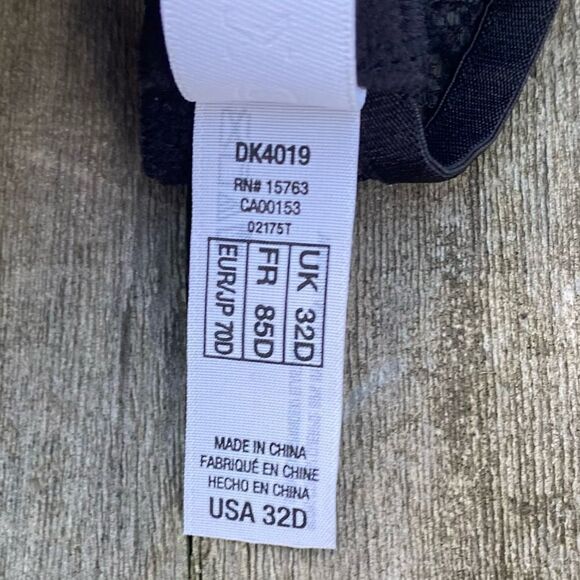 DK4019
RN# 15763
CA00153
02175T
UK 32D
FR 85D
EUR/JP 70D
MADE IN CHINA
FABRIQUÉ EN CHINE
HECHO EN CHINA
USA 32D